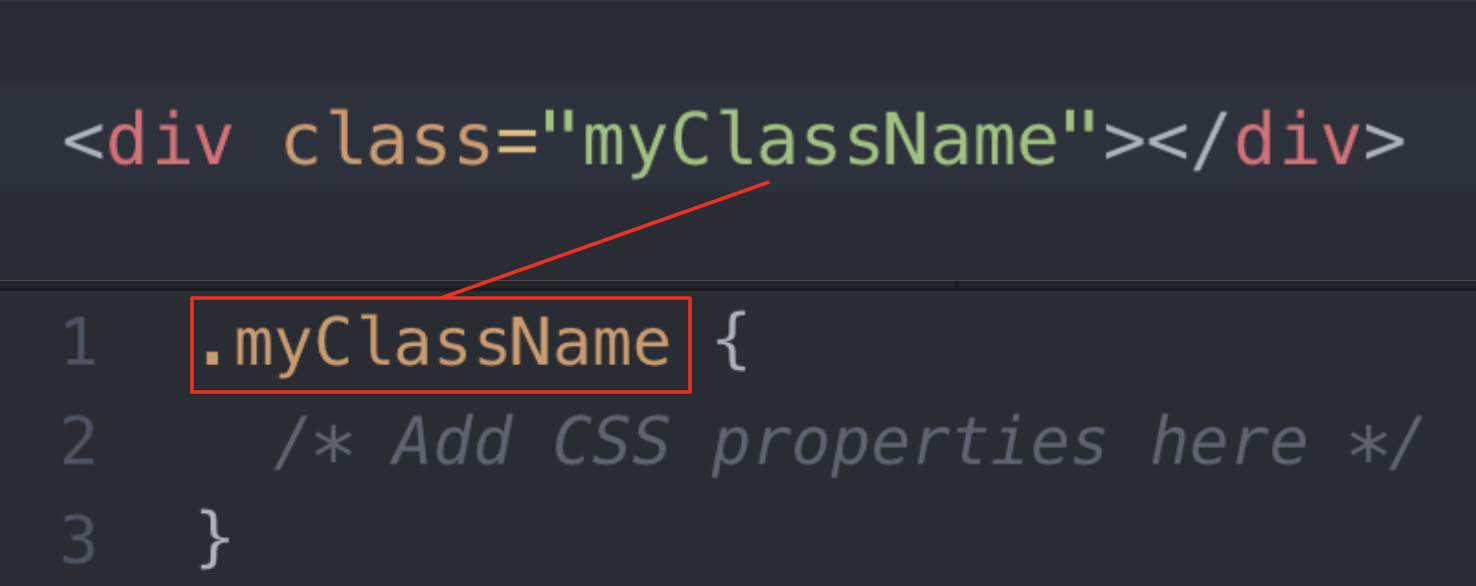 <div class="myClassName"></div>
1 .myClassName {
2 /* Add CSS properties here */
3 }